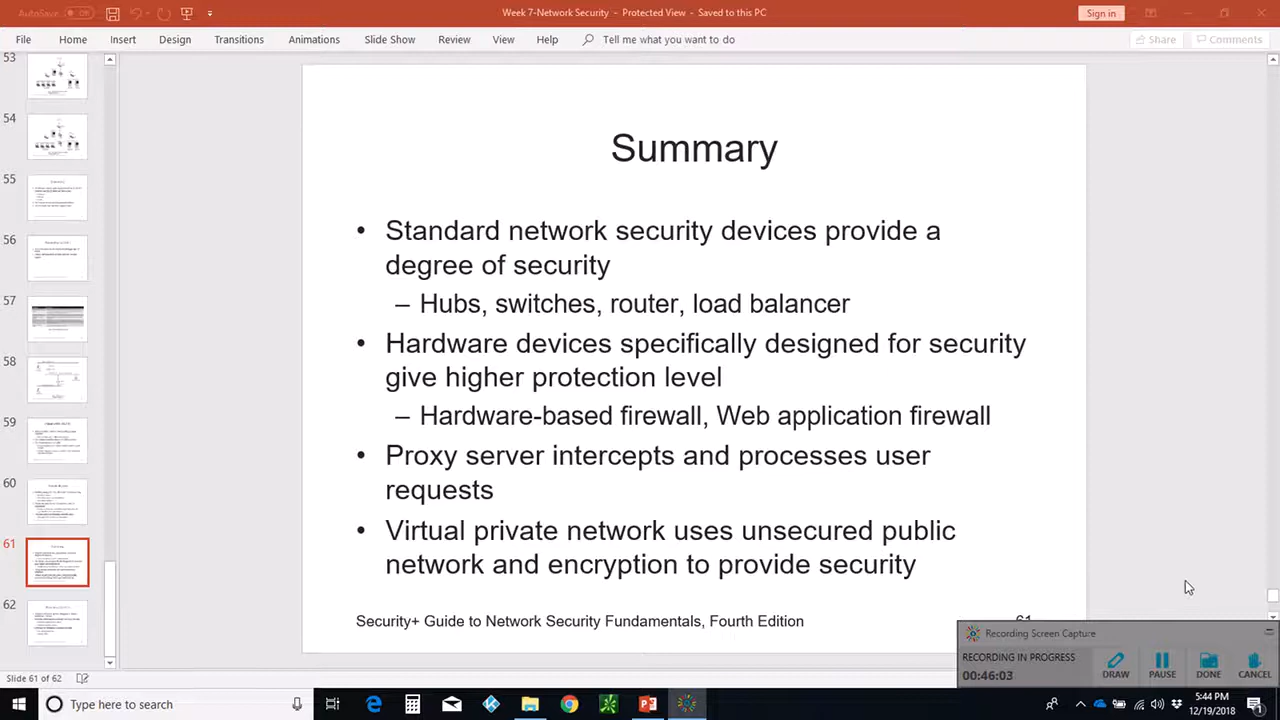 AutoSave
Week 7-Network Security - Protected View - Saved to this PC
Sign in
File Home Insert Design Transitions Animations Slide Show Review View Help Tell me what you want to do Share Comments
53
54
55
56
57
58
59
60
61
62
Summary
• Standard network security devices provide a
degree of security
– Hubs, switches, router, load balancer
• Hardware devices specifically designed for security
give higher protection level
– Hardware-based firewall, Web application firewall
• Proxy server intercepts and processes user
requests
• Virtual private network uses unsecured public
network and encryption to provide security
Security+ Guide to Network Security Fundamentals, Fourth Edition
61
Recording Screen Capture
RECORDING IN PROGRESS
00:46:03
DRAW PAUSE DONE CANCEL
Slide 61 of 62
Type here to search
5:44 PM
12/19/2018